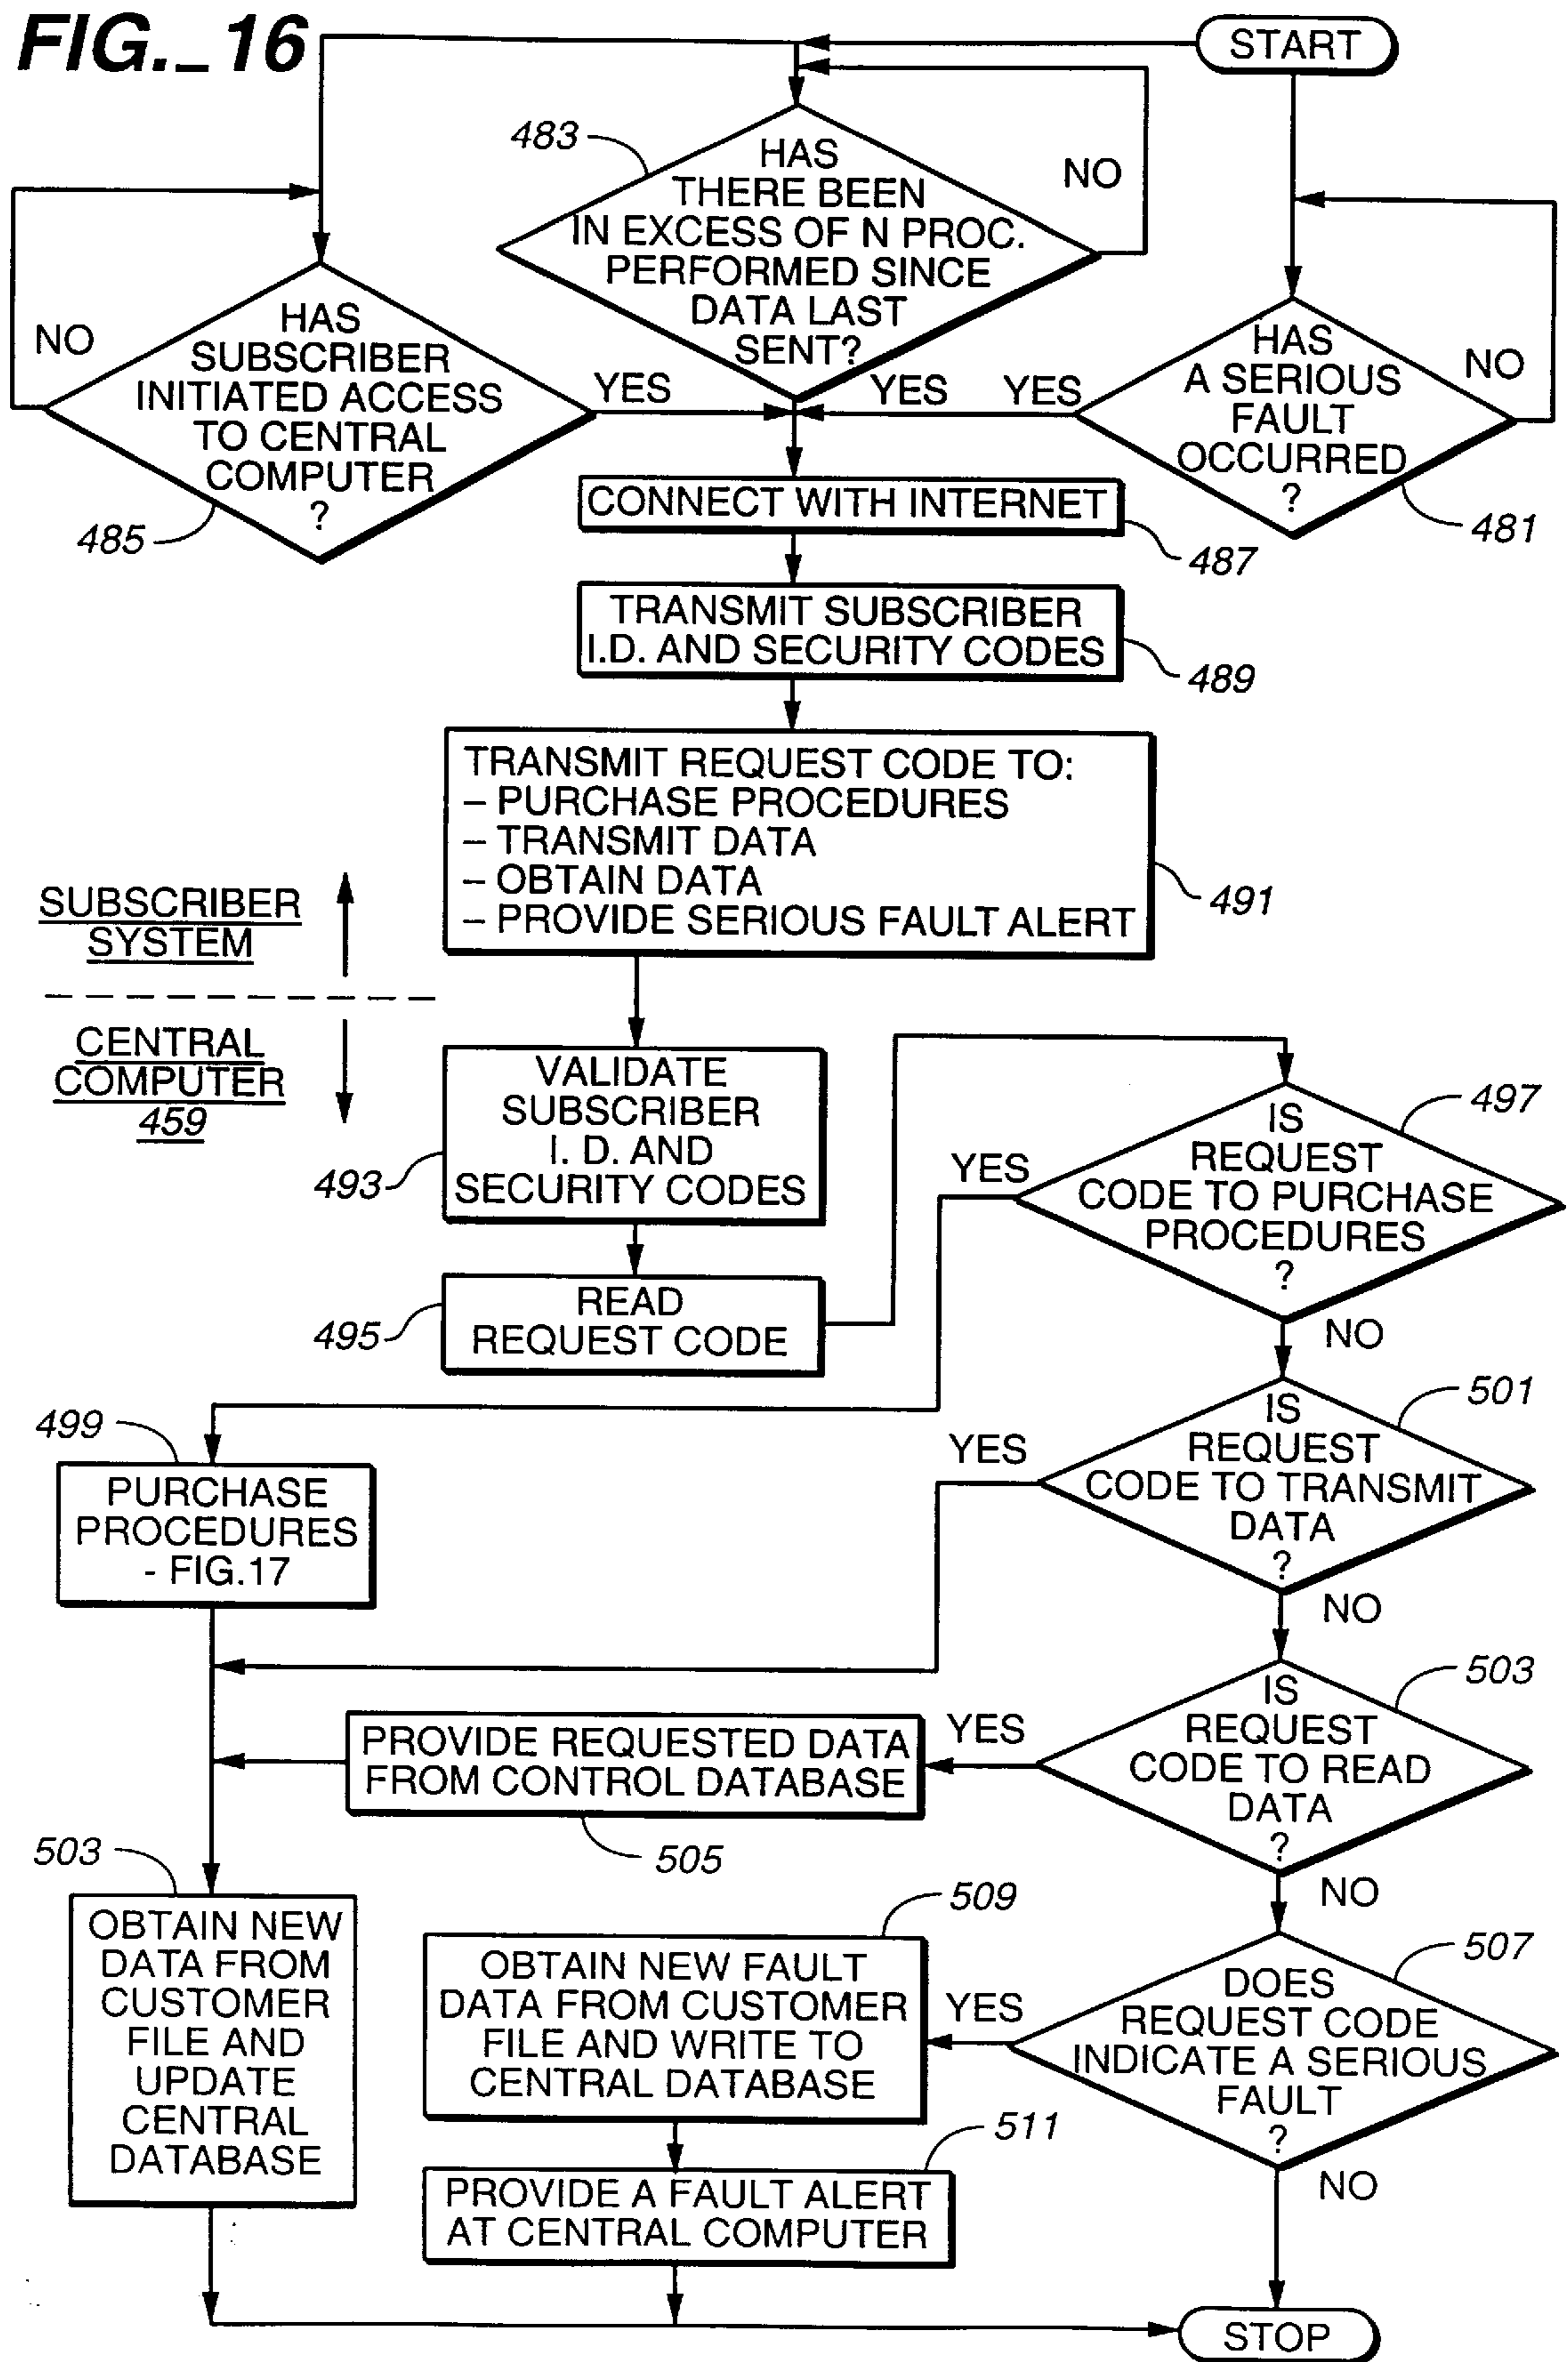 FIG._16
START
483
HAS
THERE BEEN
IN EXCESS OF N PROC.
PERFORMED SINCE
DATA LAST
SENT?
NO
YES
HAS
SUBSCRIBER
INITIATED ACCESS
TO CENTRAL
COMPUTER
?
NO
YES
485
HAS
A SERIOUS
FAULT
OCCURRED
?
NO
YES
481
CONNECT WITH INTERNET
487
TRANSMIT SUBSCRIBER
I.D. AND SECURITY CODES
489
TRANSMIT REQUEST CODE TO:
– PURCHASE PROCEDURES
– TRANSMIT DATA
– OBTAIN DATA
– PROVIDE SERIOUS FAULT ALERT
491
SUBSCRIBER
SYSTEM
CENTRAL
COMPUTER
459
VALIDATE
SUBSCRIBER
I. D. AND
SECURITY CODES
493
READ
REQUEST CODE
495
IS
REQUEST
CODE TO PURCHASE
PROCEDURES
?
497
YES
NO
499
PURCHASE
PROCEDURES
- FIG.17
IS
REQUEST
CODE TO TRANSMIT
DATA
?
501
YES
NO
IS
REQUEST
CODE TO READ
DATA
?
503
YES
NO
PROVIDE REQUESTED DATA
FROM CONTROL DATABASE
505
503
OBTAIN NEW
DATA FROM
CUSTOMER
FILE AND
UPDATE
CENTRAL
DATABASE
509
OBTAIN NEW FAULT
DATA FROM CUSTOMER
FILE AND WRITE TO
CENTRAL DATABASE
DOES
REQUEST CODE
INDICATE A SERIOUS
FAULT
?
507
YES
NO
511
PROVIDE A FAULT ALERT
AT CENTRAL COMPUTER
STOP